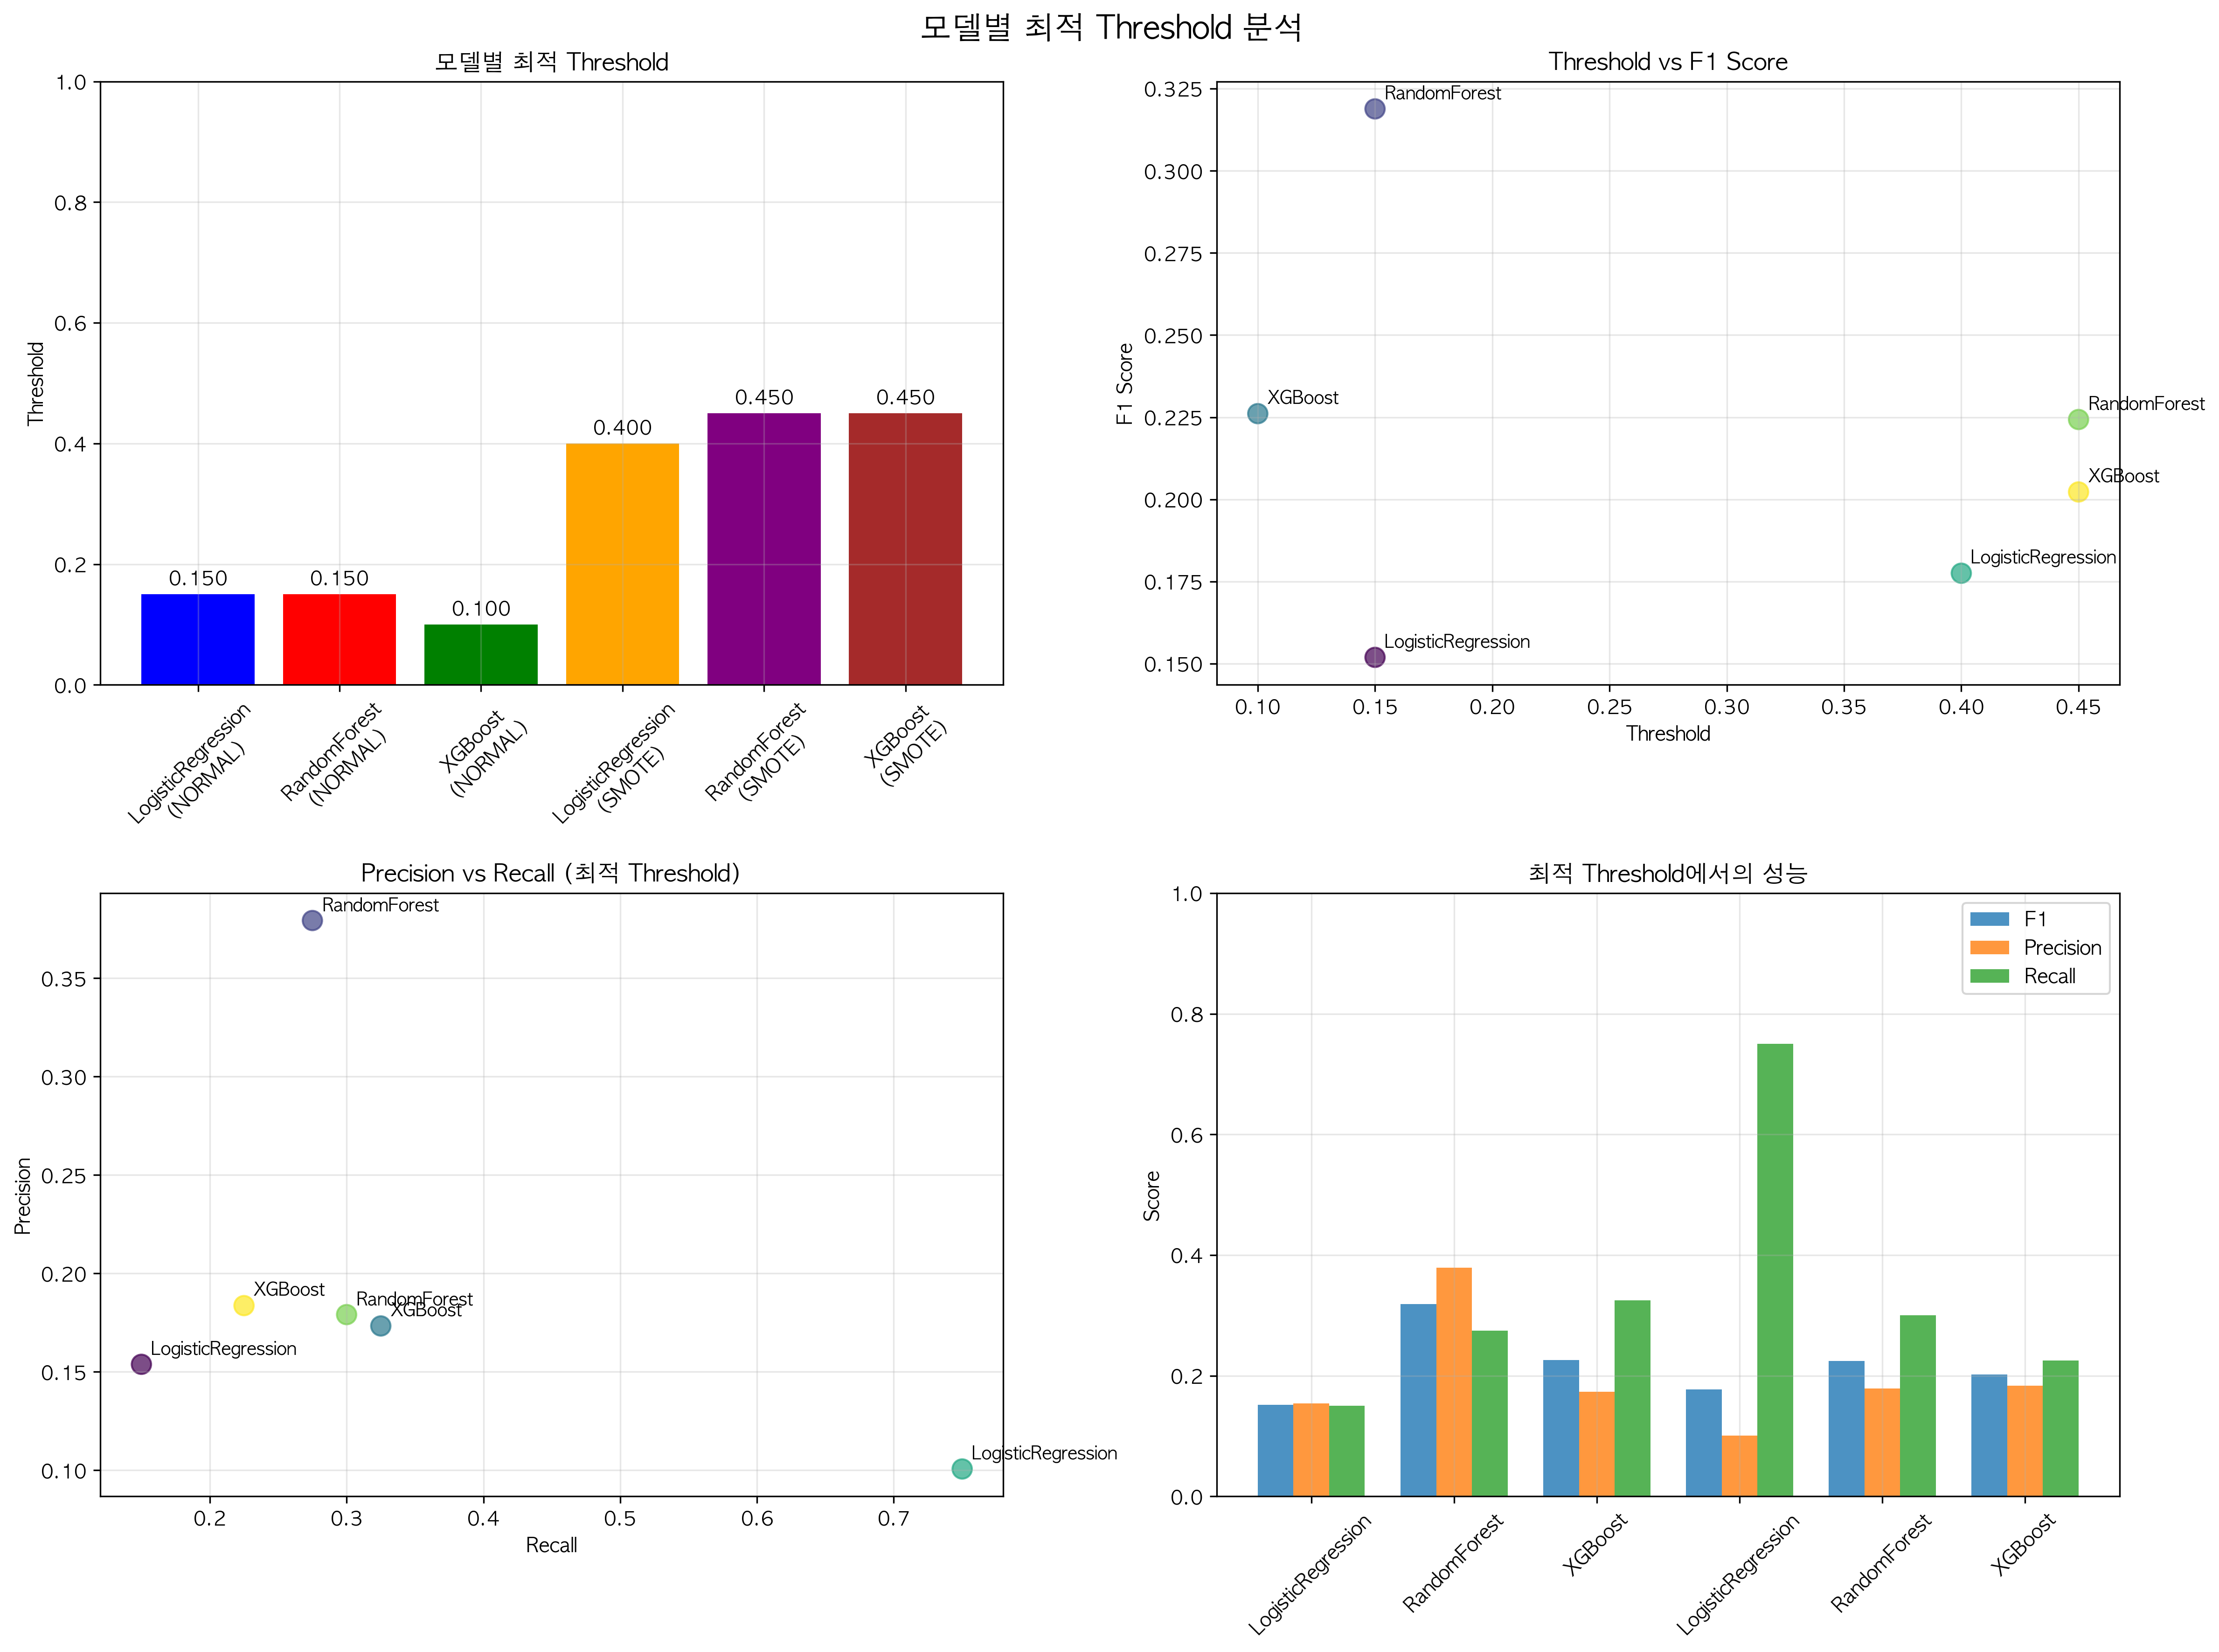 모델별 최적 Threshold 분석
모델별 최적 Threshold
1.0
0.8
0.6
0.4
0.2
0.0
Threshold
0.150
0.150
0.100
0.400
0.450
0.450
LogisticRegression
(NORMAL)
RandomForest
(NORMAL)
XGBoost
(NORMAL)
LogisticRegression
(SMOTE)
RandomForest
(SMOTE)
XGBoost
(SMOTE)
Threshold vs F1 Score
0.325
0.300
0.275
0.250
0.225
0.200
0.175
0.150
F1 Score
RandomForest
XGBoost
RandomForest
XGBoost
LogisticRegression
LogisticRegression
0.10 0.15 0.20 0.25 0.30 0.35 0.40 0.45
Threshold
Precision vs Recall (최적 Threshold)
0.35
0.30
0.25
0.20
0.15
0.10
Precision
RandomForest
XGBoost
RandomForest
XGBoost
LogisticRegression
LogisticRegression
0.2 0.3 0.4 0.5 0.6 0.7
Recall
최적 Threshold에서의 성능
1.0
0.8
0.6
0.4
0.2
0.0
Score
F1
Precision
Recall
LogisticRegression
RandomForest
XGBoost
LogisticRegression
RandomForest
XGBoost